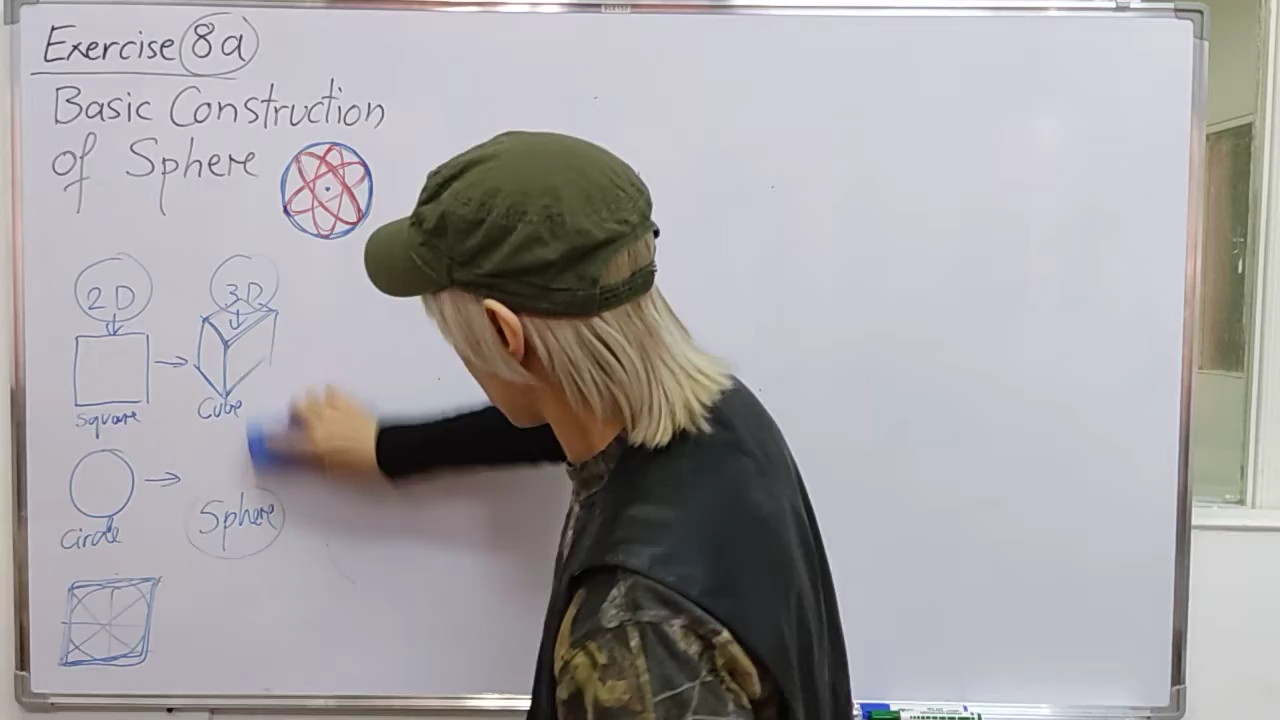 Exercise 8a
Basic Construction
of Sphere
2D 3D
Square Cube
Circle Sphere